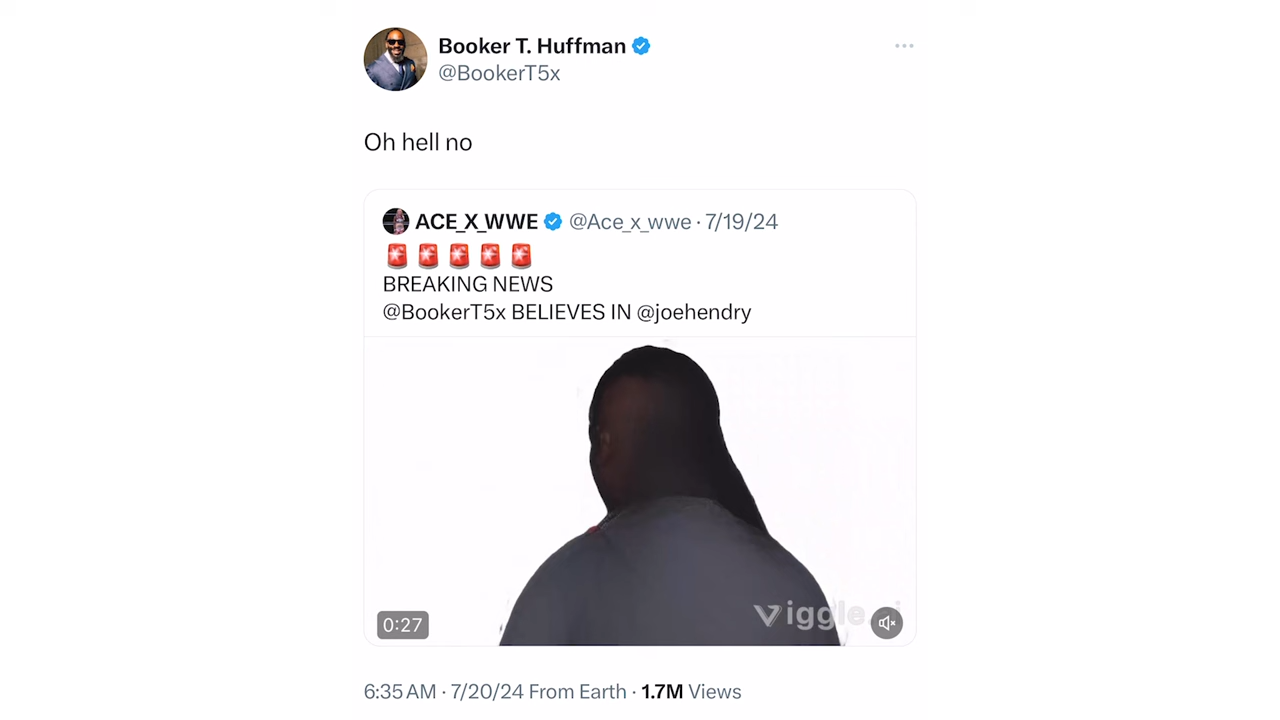 Booker T. Huffman
@BookerT5x
Oh hell no
ACE_X_WWE @Ace_x_wwe · 7/19/24
BREAKING NEWS
@BookerT5x BELIEVES IN @joehendry
0:27
6:35 AM · 7/20/24 From Earth · 1.7M Views